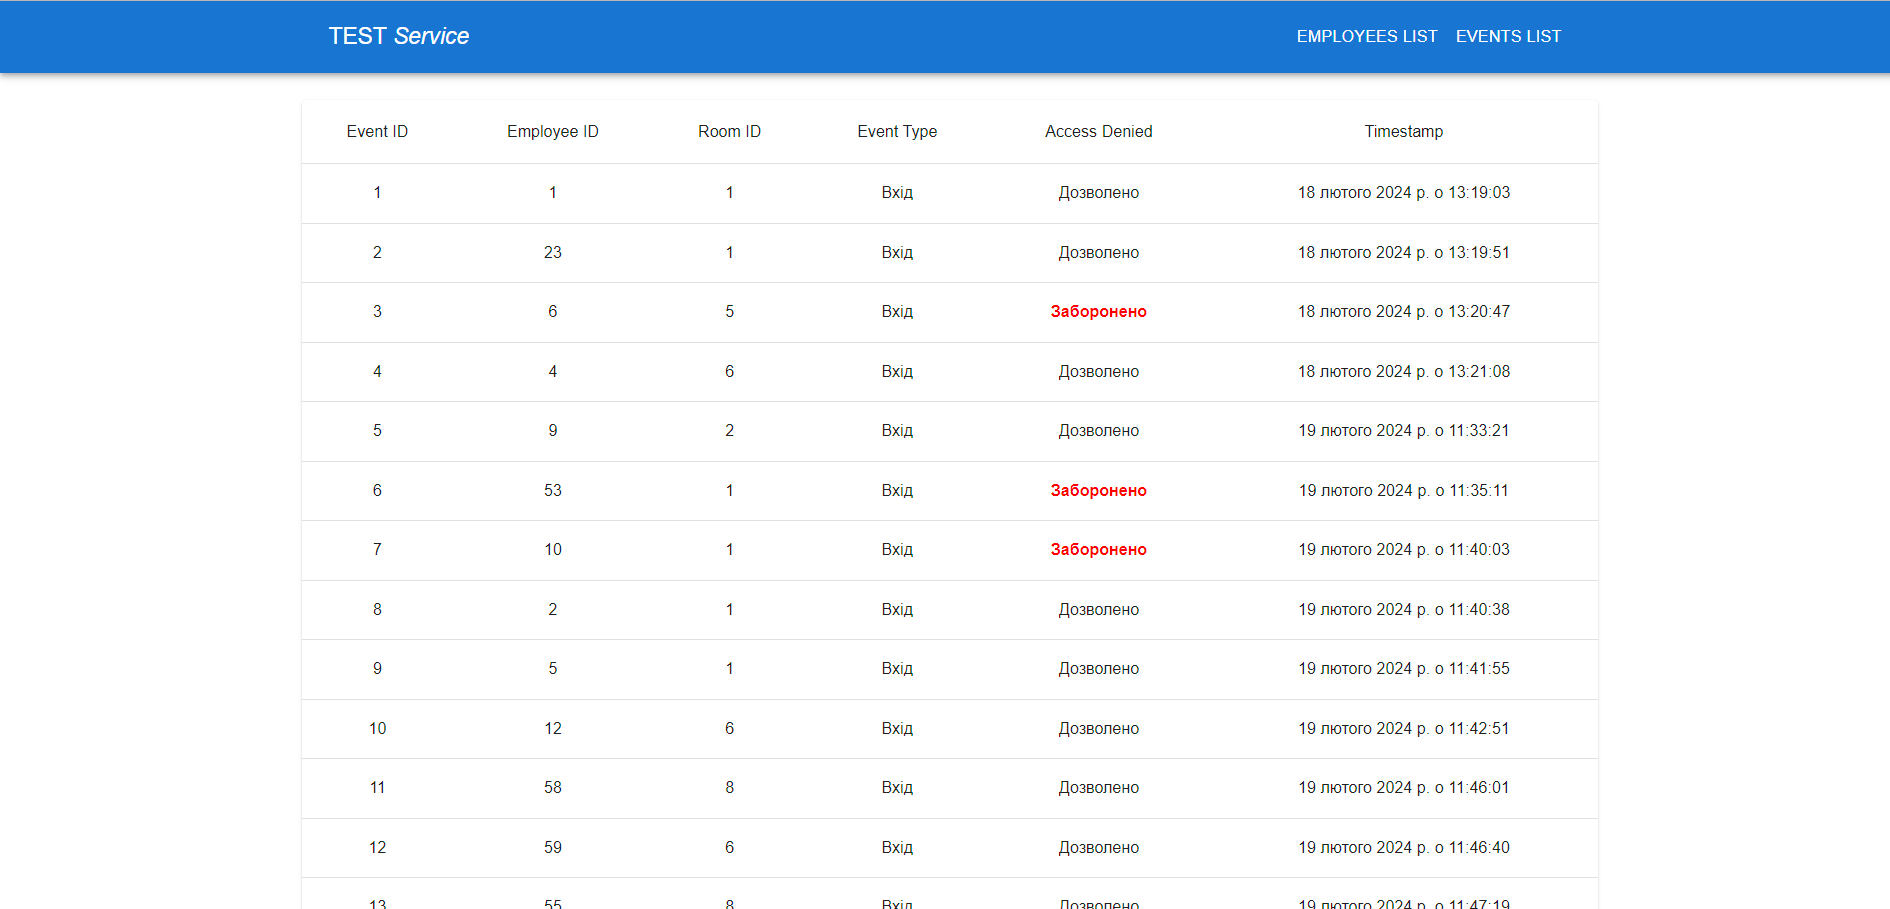 TEST Service EMPLOYEES LIST EVENTS LIST
Event ID Employee ID Room ID Event Type Access Denied Timestamp
1 1 1 Вхід Дозволено 18 лютого 2024 р. о 13:19:03
2 23 1 Вхід Дозволено 18 лютого 2024 р. о 13:19:51
3 6 5 Вхід Заборонено 18 лютого 2024 р. о 13:20:47
4 4 6 Вхід Дозволено 18 лютого 2024 р. о 13:21:08
5 9 2 Вхід Дозволено 19 лютого 2024 р. о 11:33:21
6 53 1 Вхід Заборонено 19 лютого 2024 р. о 11:35:11
7 10 1 Вхід Заборонено 19 лютого 2024 р. о 11:40:03
8 2 1 Вхід Дозволено 19 лютого 2024 р. о 11:40:38
9 5 1 Вхід Дозволено 19 лютого 2024 р. о 11:41:55
10 12 6 Вхід Дозволено 19 лютого 2024 р. о 11:42:51
11 58 8 Вхід Дозволено 19 лютого 2024 р. о 11:46:01
12 59 6 Вхід Дозволено 19 лютого 2024 р. о 11:46:40
13 55 8 Вхід Дозволено 19 лютого 2024 р. о 11:47:19